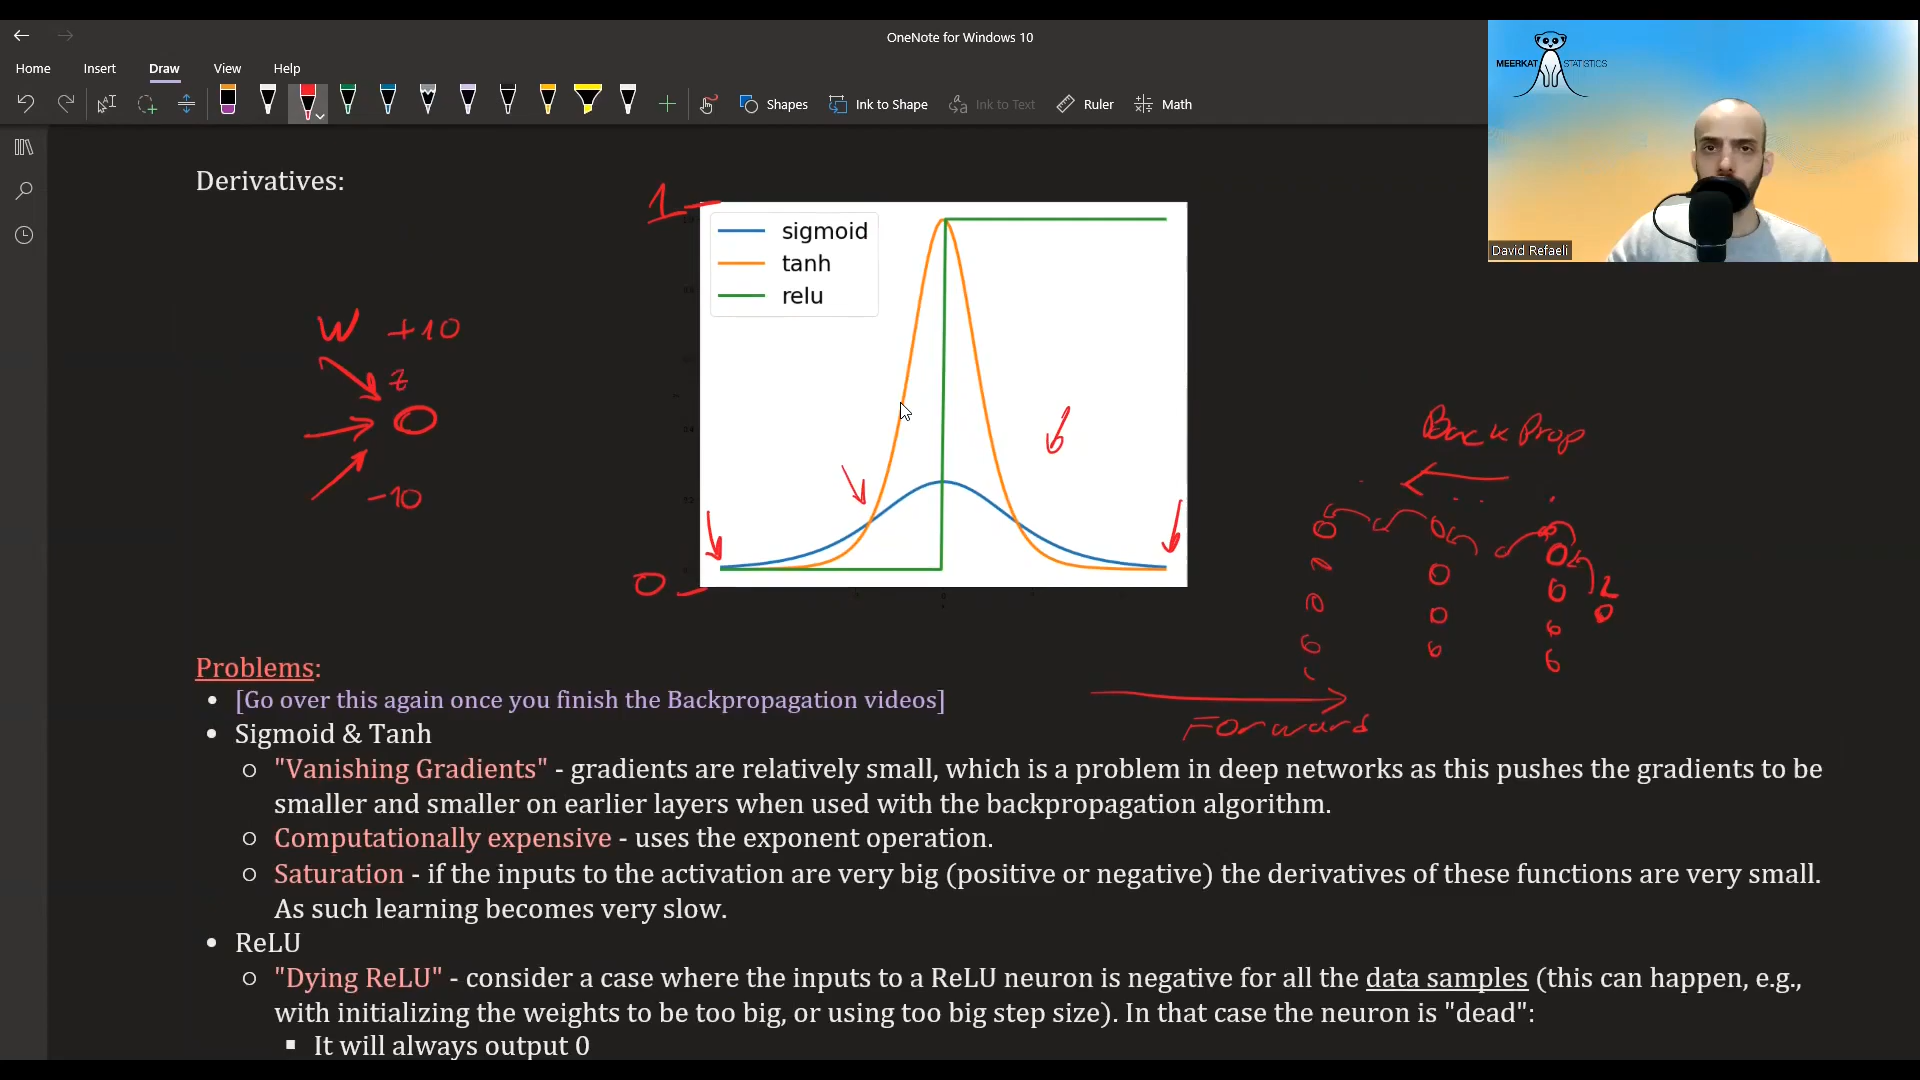 OneNote for Windows 10
Home Insert Draw View Help
Shapes Ink to Shape Ink to Text Ruler Math
MEERKAT STATISTICS
David Refaeli
Derivatives:
1
sigmoid
tanh
relu
W +10
z
-10
0
BackProp
L
Forward
Problems:
• [Go over this again once you finish the Backpropagation videos]
• Sigmoid & Tanh
○ "Vanishing Gradients" - gradients are relatively small, which is a problem in deep networks as this pushes the gradients to be
smaller and smaller on earlier layers when used with the backpropagation algorithm.
○ Computationally expensive - uses the exponent operation.
○ Saturation - if the inputs to the activation are very big (positive or negative) the derivatives of these functions are very small.
As such learning becomes very slow.
• ReLU
○ "Dying ReLU" - consider a case where the inputs to a ReLU neuron is negative for all the data samples (this can happen, e.g.,
with initializing the weights to be too big, or using too big step size). In that case the neuron is "dead":
▪ It will always output 0